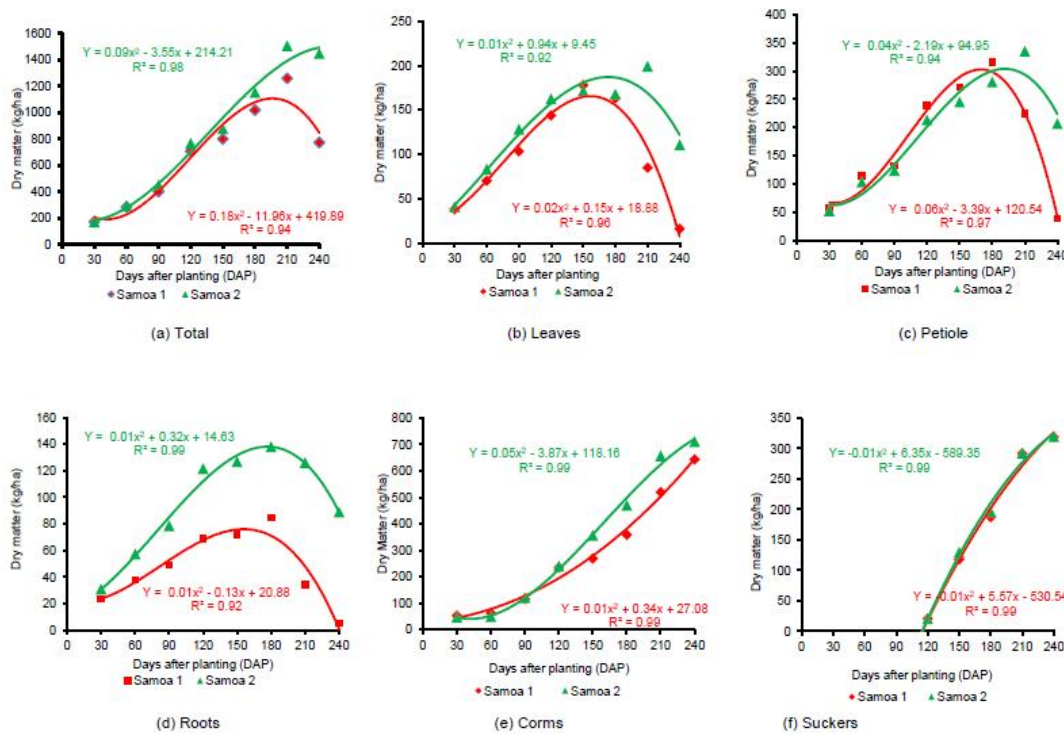 Y = 0.09x² - 3.55x + 214.21
R² = 0.98
Dry matter (kg/ha)
1600
1400
1200
1000
800
600
400
200
0
Y = 0.18x² - 11.96x + 419.89
R² = 0.94
0 30 60 90 120 150 180 210 240
Days after planting (DAP)
Samoa 1 Samoa 2
(a) Total
Y = 0.01x² + 0.94x + 9.45
R² = 0.92
Dry matter (kg/ha)
250
200
150
100
50
0
Y = 0.02x² + 0.15x + 18.88
R² = 0.96
0 30 60 90 120 150 180 210 240
Days after planting
Samoa 1 Samoa 2
(b) Leaves
Y = 0.04x² - 2.19x + 94.95
R² = 0.94
Dry matter (kg/ha)
400
350
300
250
200
150
100
50
0
Y = 0.06x² - 3.39x + 120.54
R² = 0.97
0 30 60 90 120 150 180 210 240
Days after planting (DAP)
Samoa 1 Samoa 2
(c) Petiole
Y = 0.01x² + 0.32x + 14.63
R² = 0.99
Dry matter (kg/ha)
160
140
120
100
80
60
40
20
0
Y = 0.01x² - 0.13x + 20.88
R² = 0.92
0 30 60 90 120 150 180 210 240
Days after planting (DAP)
Samoa 1 Samoa 2
(d) Roots
Y = 0.05x² - 3.87x + 118.16
R² = 0.99
Dry Matter (kg/ha)
800
700
600
500
400
300
200
100
0
Y = 0.01x² + 0.34x + 27.08
R² = 0.99
0 30 60 90 120 150 180 210 240
Days after planting (DAP)
Samoa 1 Samoa 2
(e) Corms
Y = -0.01x² + 6.35x - 589.35
R² = 0.99
Dry matter (kg/ha)
350
300
250
200
150
100
50
0
Y = -0.01x² + 5.57x - 530.54
R² = 0.99
0 30 60 90 120 150 180 210 240
Days after planting (DAP)
Samoa 1 Samoa 2
(f) Suckers